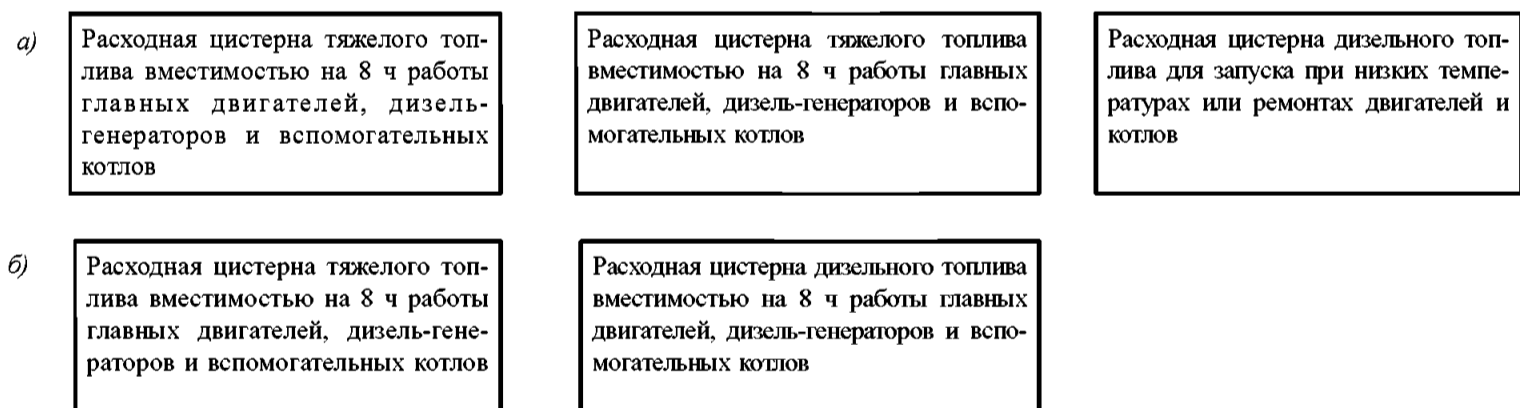 а)
Расходная цистерна тяжелого топ-
лива вместимостью на 8 ч работы
главных двигателей, дизель-
генераторов и вспомогательных
котлов
Расходная цистерна тяжелого топлива
вместимостью на 8 ч работы главных
двигателей, дизель-генераторов и вспо-
могательных котлов
Расходная цистерна дизельного топ-
лива для запуска при низких темпе-
ратурах или ремонтах двигателей и
котлов
б)
Расходная цистерна тяжелого топ-
лива вместимостью на 8 ч работы
главных двигателей, дизель-гене-
раторов и вспомогательных котлов
Расходная цистерна дизельного топлива
вместимостью на 8 ч работы главных
двигателей, дизель-генераторов и вспо-
могательных котлов